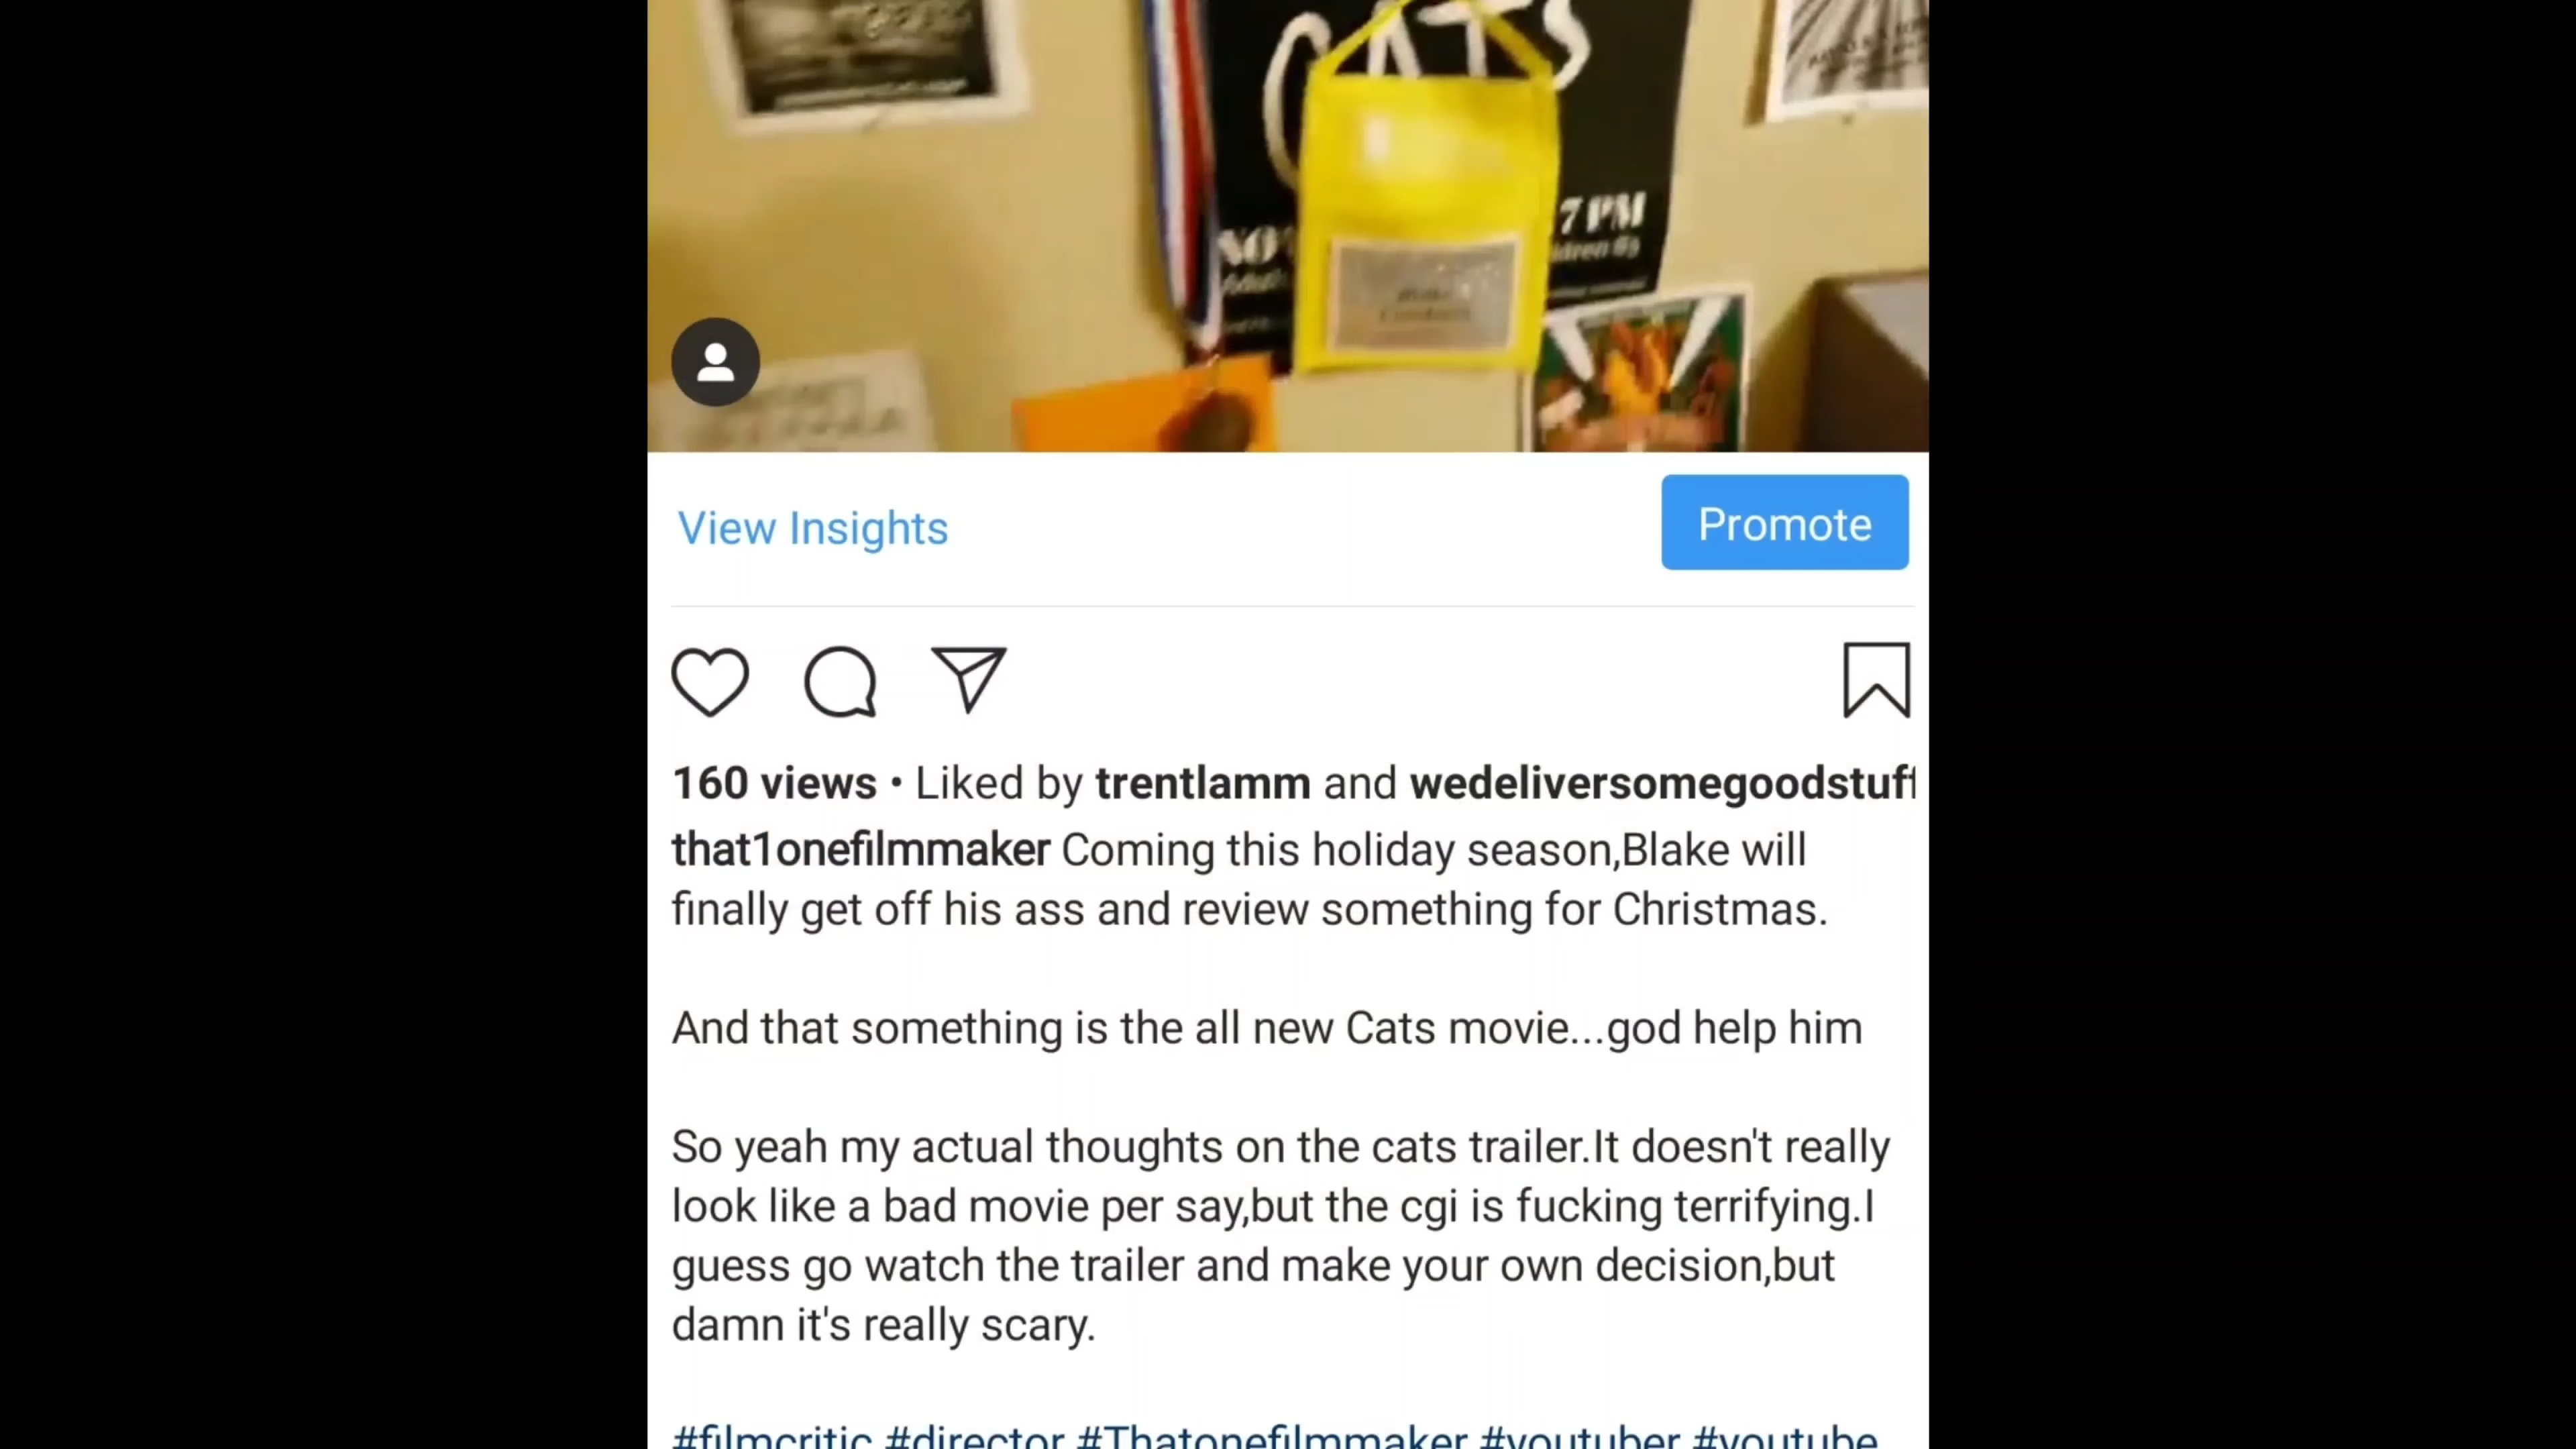 CATS
7 PM
View Insights
Promote
160 views • Liked by trentlamm and wedeliversomegoodstuff
that1onefilmmaker Coming this holiday season,Blake will
finally get off his ass and review something for Christmas.
And that something is the all new Cats movie...god help him
So yeah my actual thoughts on the cats trailer.It doesn't really
look like a bad movie per say,but the cgi is fucking terrifying.I
guess go watch the trailer and make your own decision,but
damn it's really scary.
#filmcritic #director #Thatonefilmmaker #youtuber #youtube